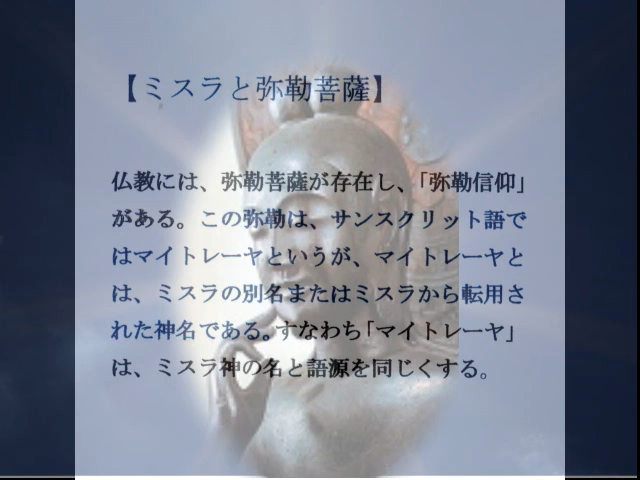 【ミスラと弥勒菩薩】
仏教には、弥勒菩薩が存在し、「弥勒信仰」
がある。この弥勒は、サンスクリット語で
はマイトレーヤというが、マイトレーヤと
は、ミスラの別名またはミスラから転用さ
れた神名である。すなわち「マイトレーヤ」
は、ミスラ神の名と語源を同じくする。